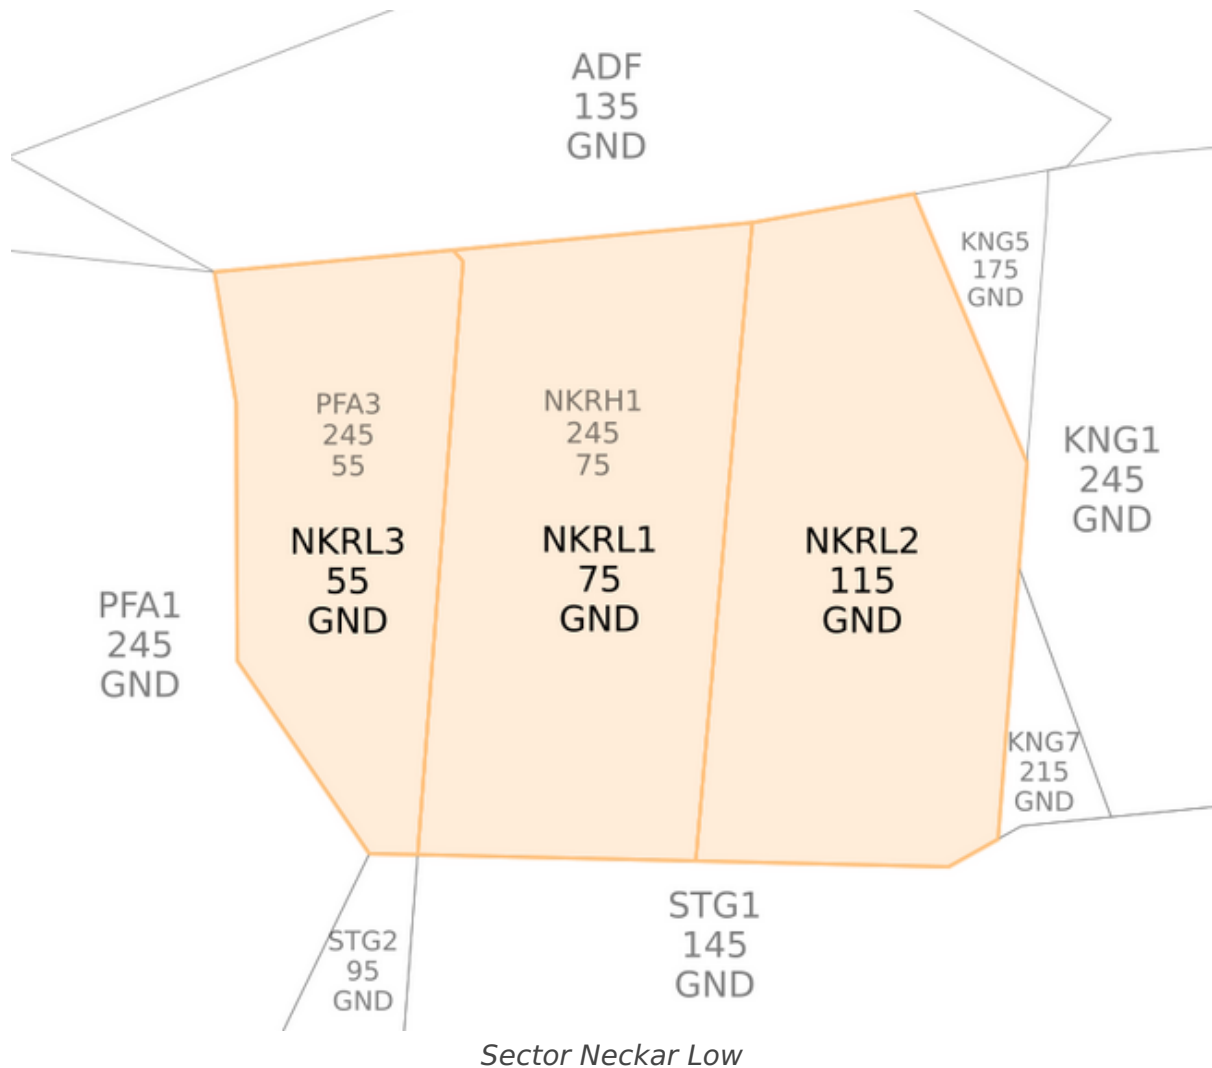 ADF
135
GND
KNG5
175
GND
PFA3
245
55
NKRH1
245
75
KNG1
245
GND
NKRL3
55
GND
NKRL1
75
GND
NKRL2
115
GND
PFA1
245
GND
KNG7
215
GND
STG1
145
GND
STG2
95
GND
Sector Neckar Low